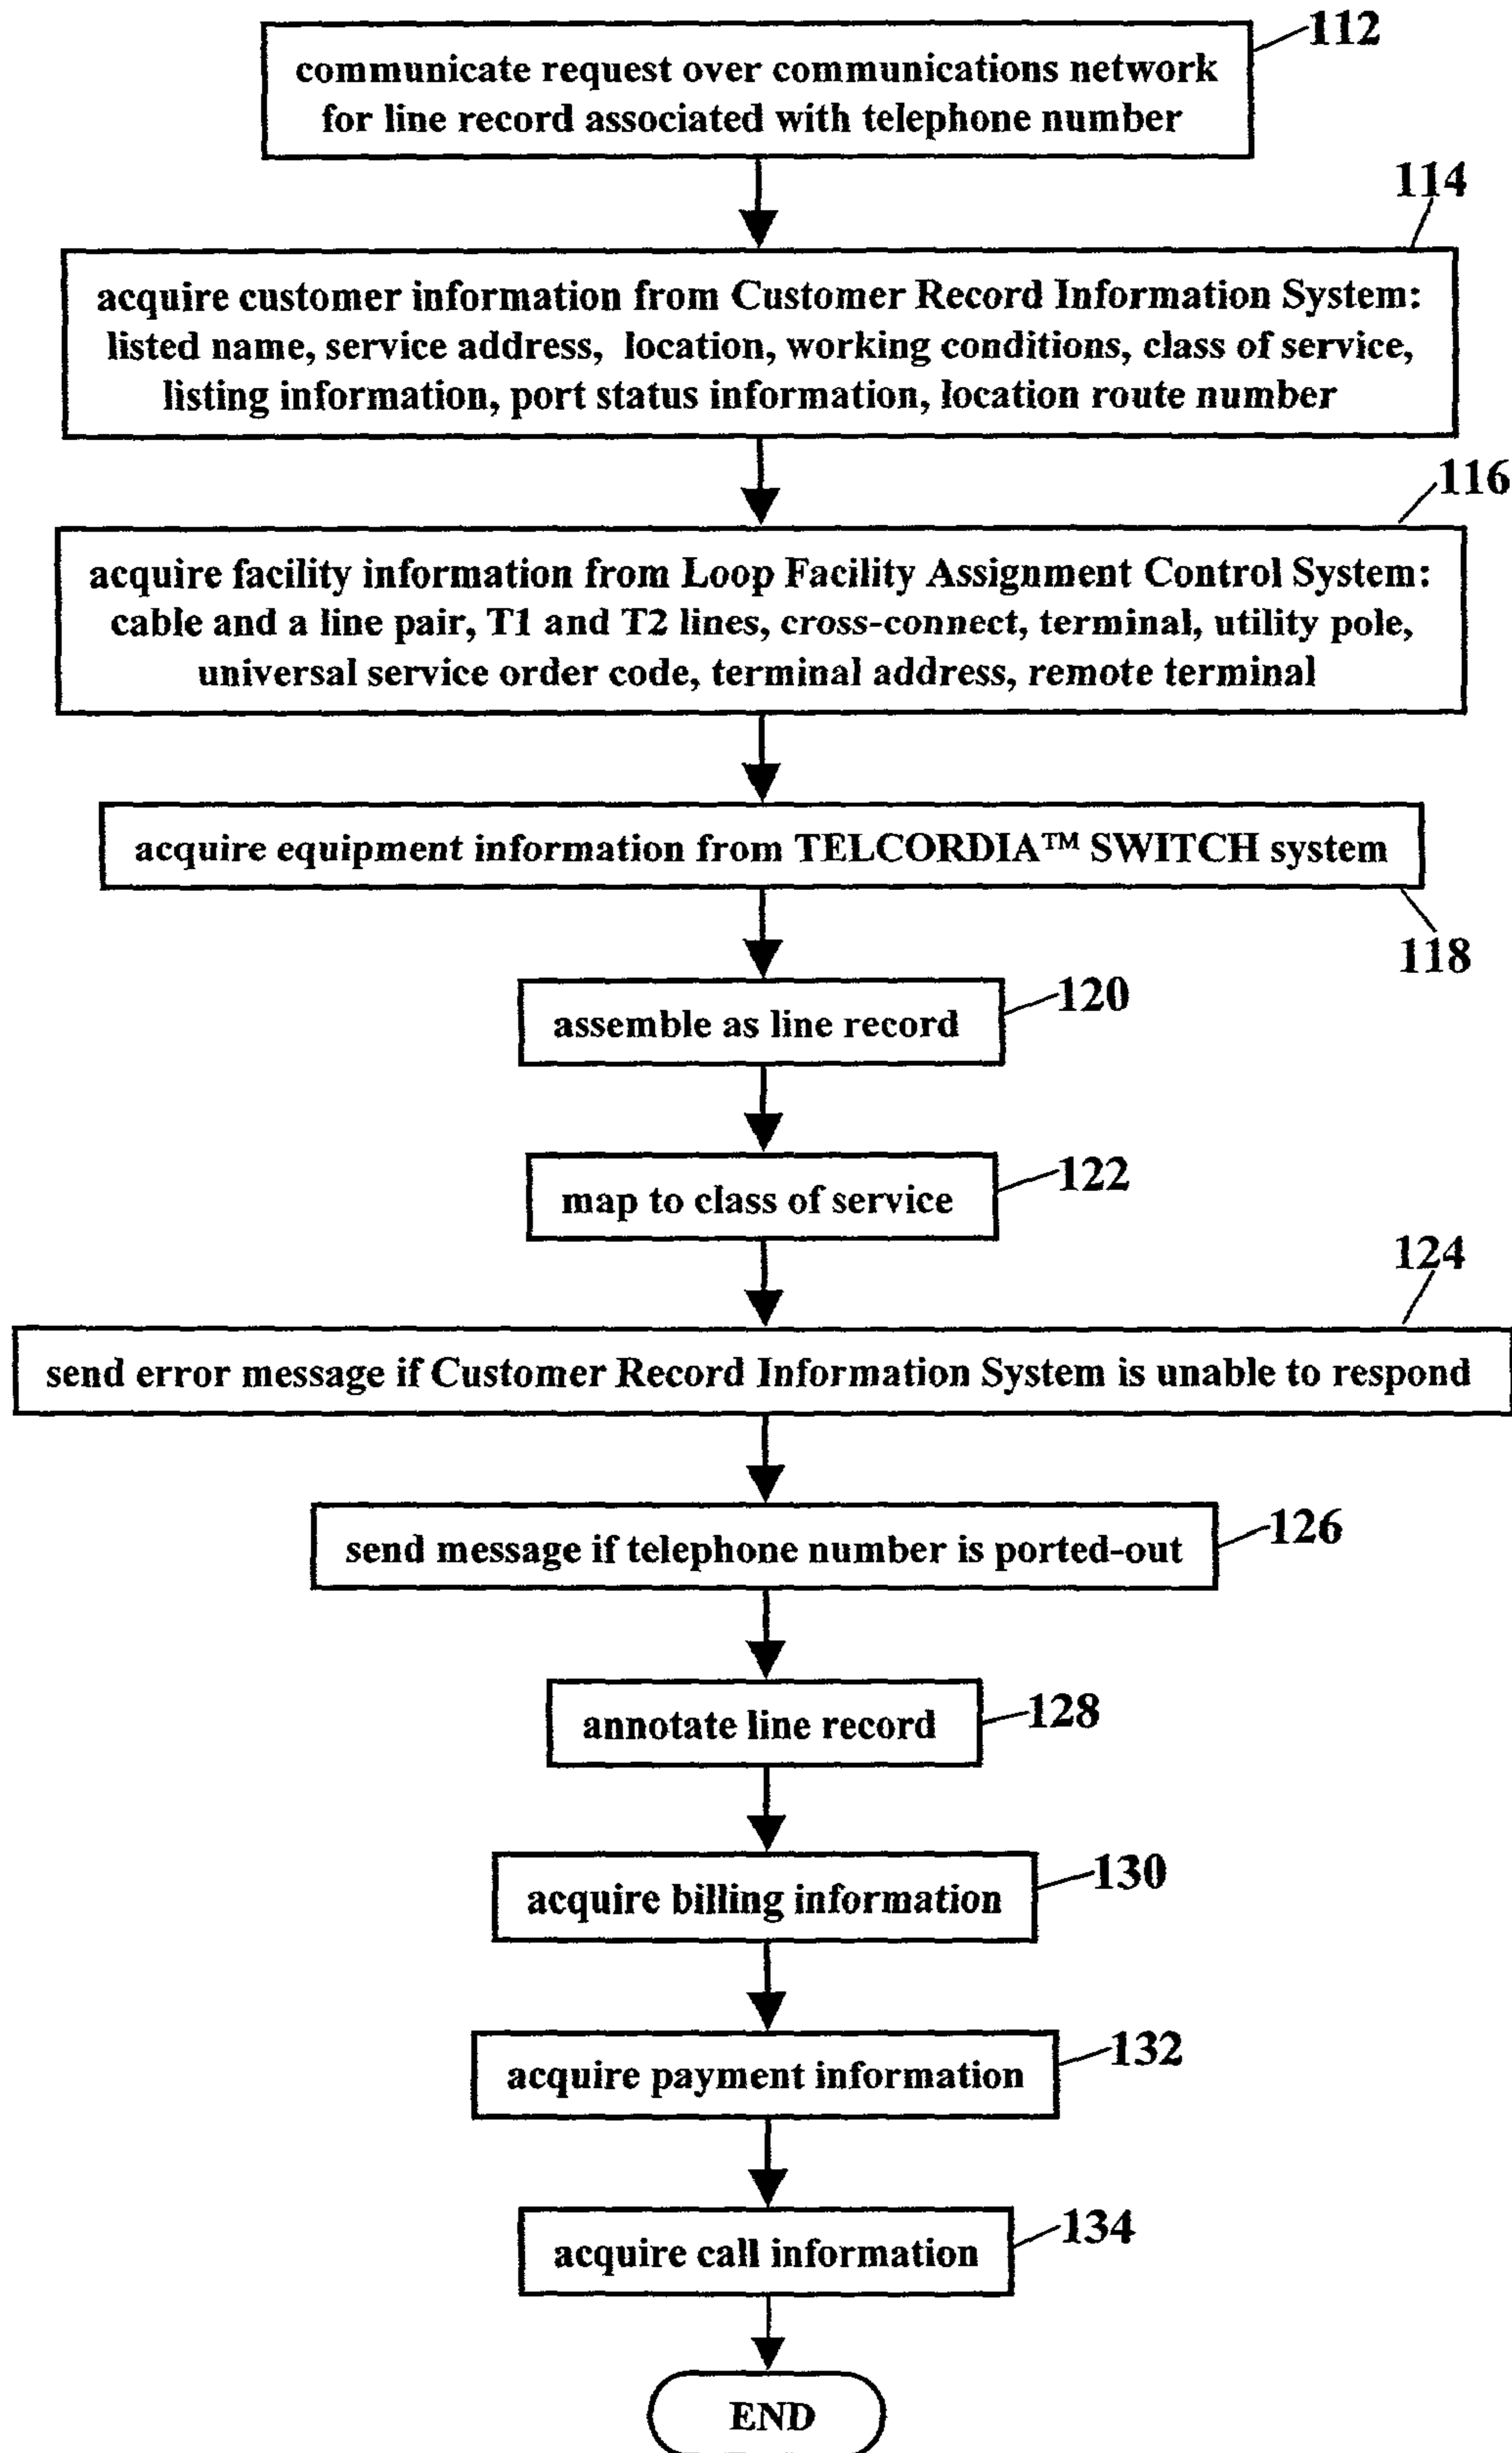 112
communicate request over communications network
for line record associated with telephone number
114
acquire customer information from Customer Record Information System:
listed name, service address, location, working conditions, class of service,
listing information, port status information, location route number
116
acquire facility information from Loop Facility Assignment Control System:
cable and a line pair, T1 and T2 lines, cross-connect, terminal, utility pole,
universal service order code, terminal address, remote terminal
acquire equipment information from TELCORDIA™ SWITCH system
118
assemble as line record
120
map to class of service
122
124
send error message if Customer Record Information System is unable to respond
send message if telephone number is ported-out
126
annotate line record
128
acquire billing information
130
acquire payment information
132
acquire call information
134
END